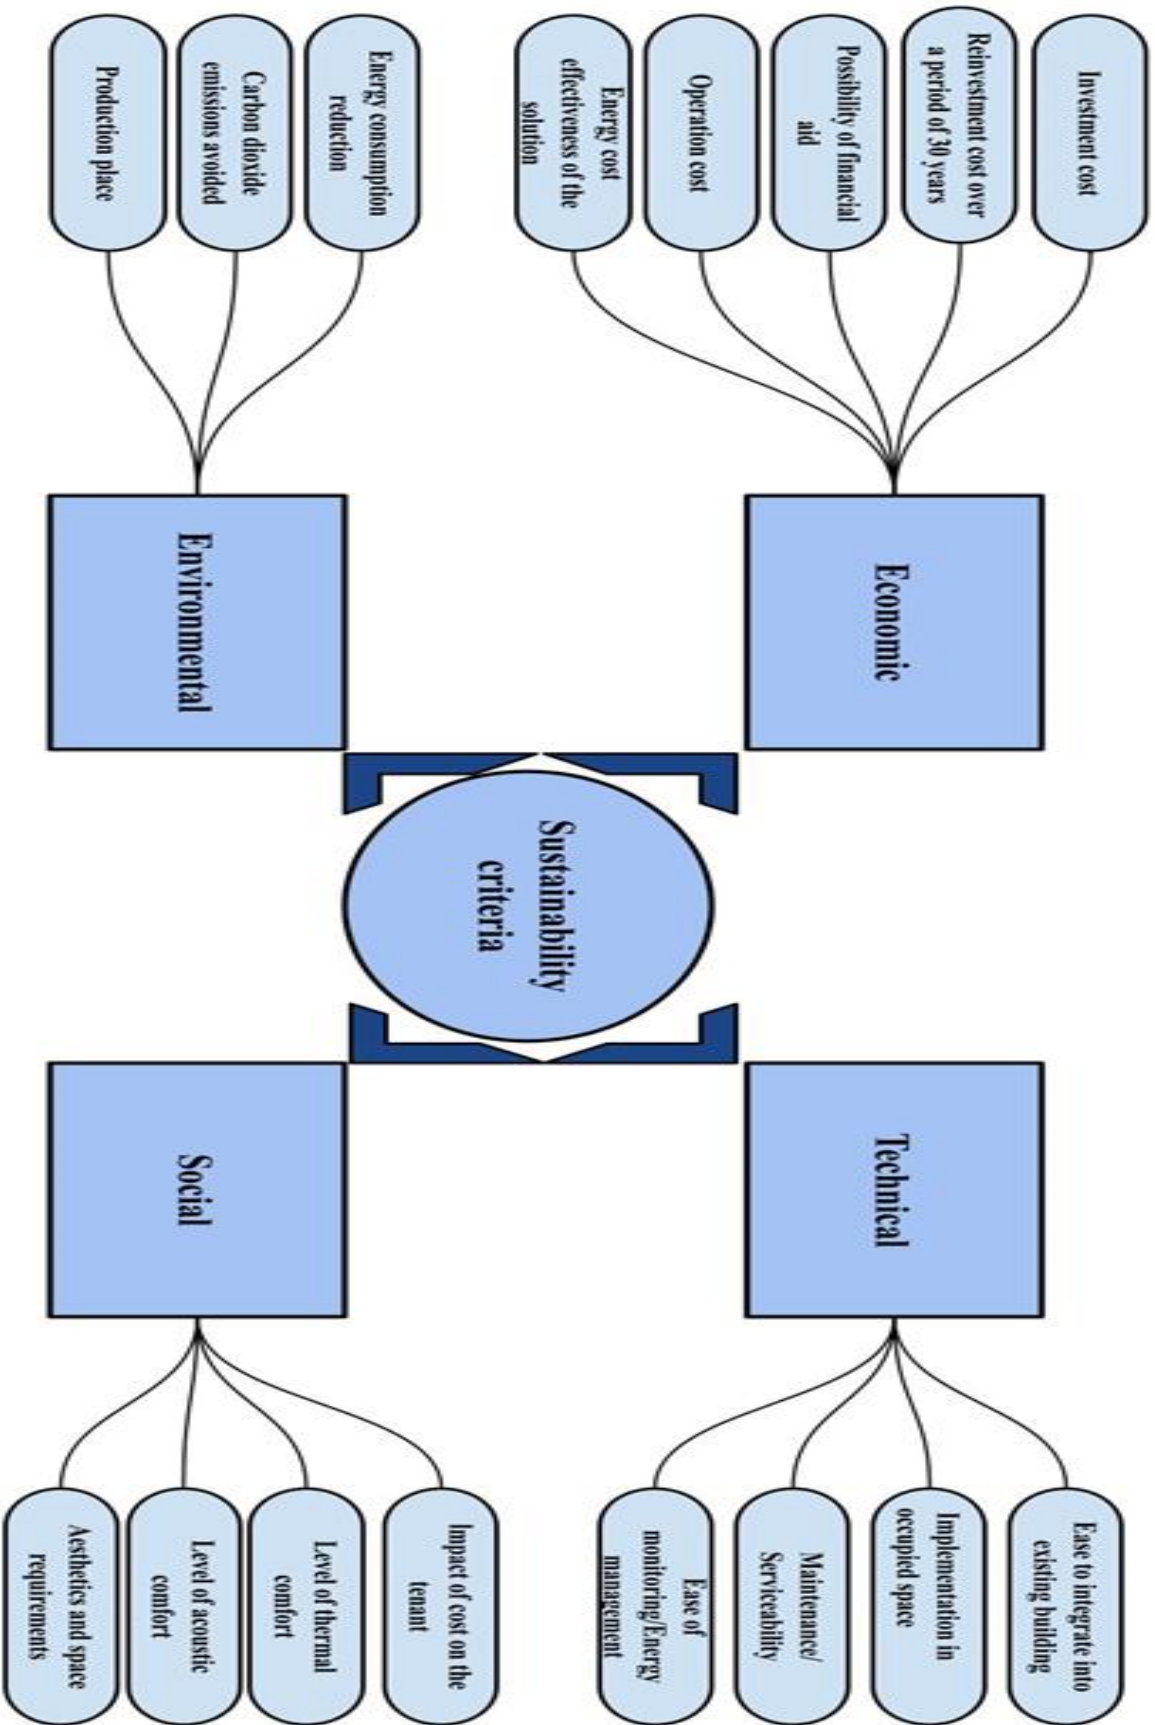 Investment cost
Reinvestment cost over
a period of 30 years
Possibility of financial
aid
Operation cost
Energy cost
effectiveness of the
solution
Economic
Technical
Ease to integrate into
existing building
Implementation in
occupied space
Maintenance/
Serviceability
Ease of
monitoring/Energy
management
Sustainability
criteria
Energy consumption
reduction
Carbon dioxide
emissions avoided
Production place
Environmental
Social
Impact of cost on the
tenant
Level of thermal
comfort
Level of acoustic
comfort
Aesthetics and space
requirements